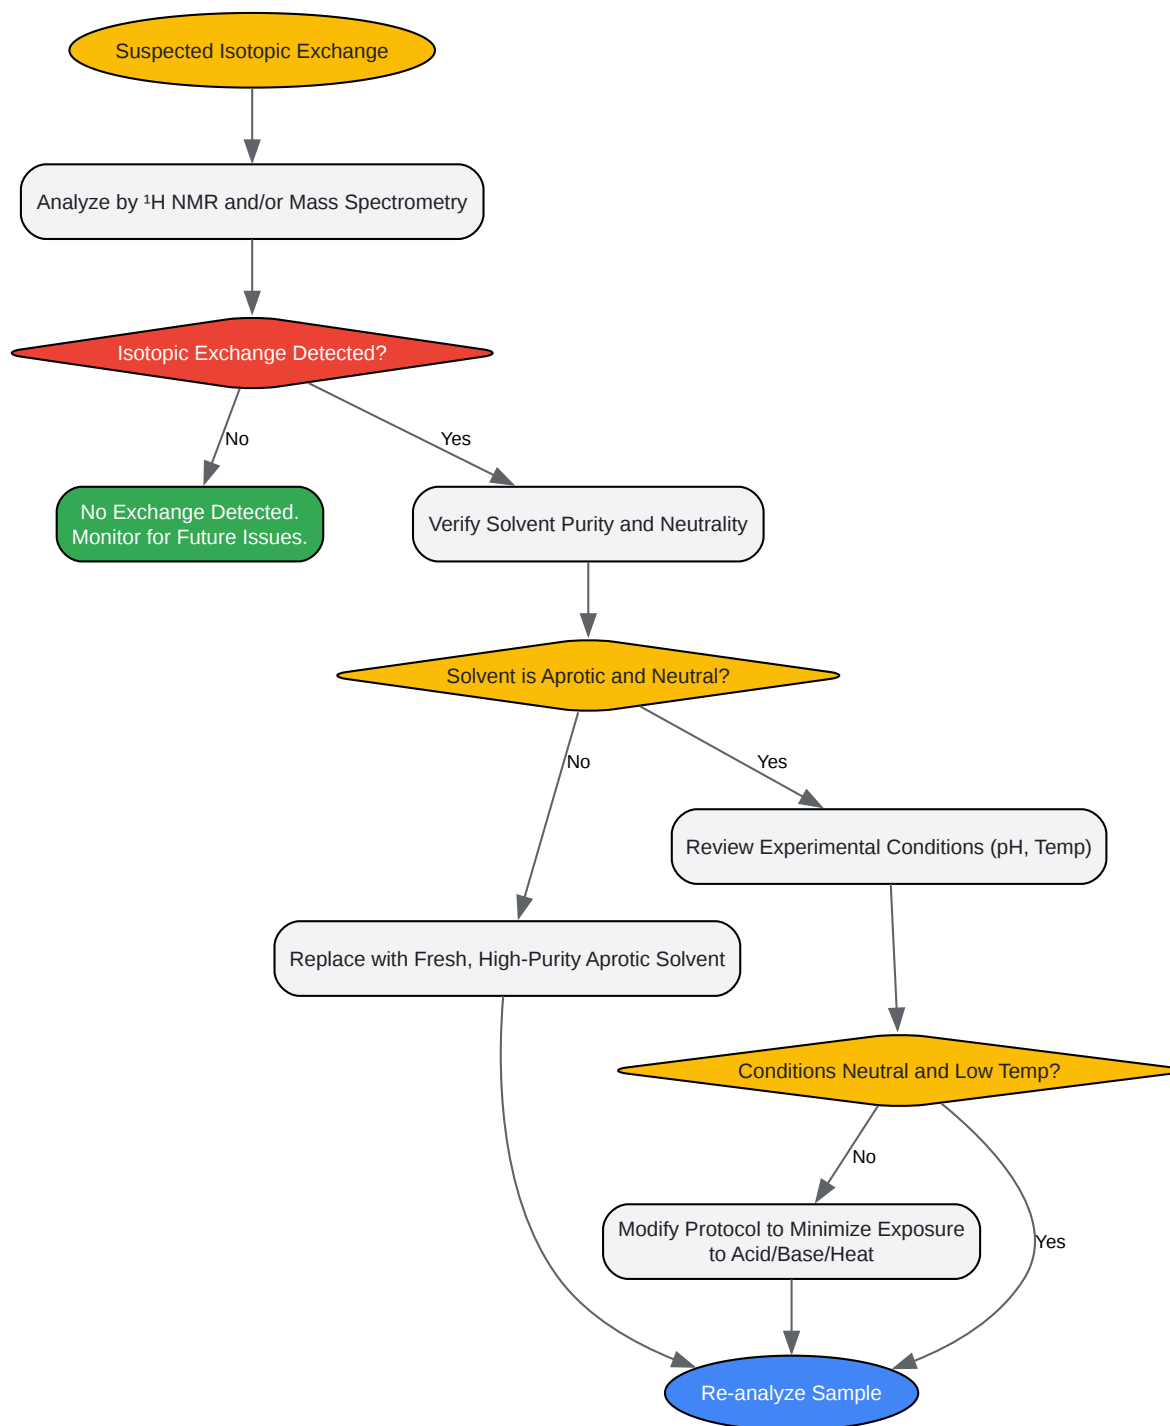 Suspected Isotopic Exchange
Analyze by ¹H NMR and/or Mass Spectrometry
Isotopic Exchange Detected?
No
Yes
No Exchange Detected.
Monitor for Future Issues.
Verify Solvent Purity and Neutrality
Solvent is Aprotic and Neutral?
No
Yes
Review Experimental Conditions (pH, Temp)
Replace with Fresh, High-Purity Aprotic Solvent
Conditions Neutral and Low Temp?
No
Yes
Modify Protocol to Minimize Exposure
to Acid/Base/Heat
Re-analyze Sample